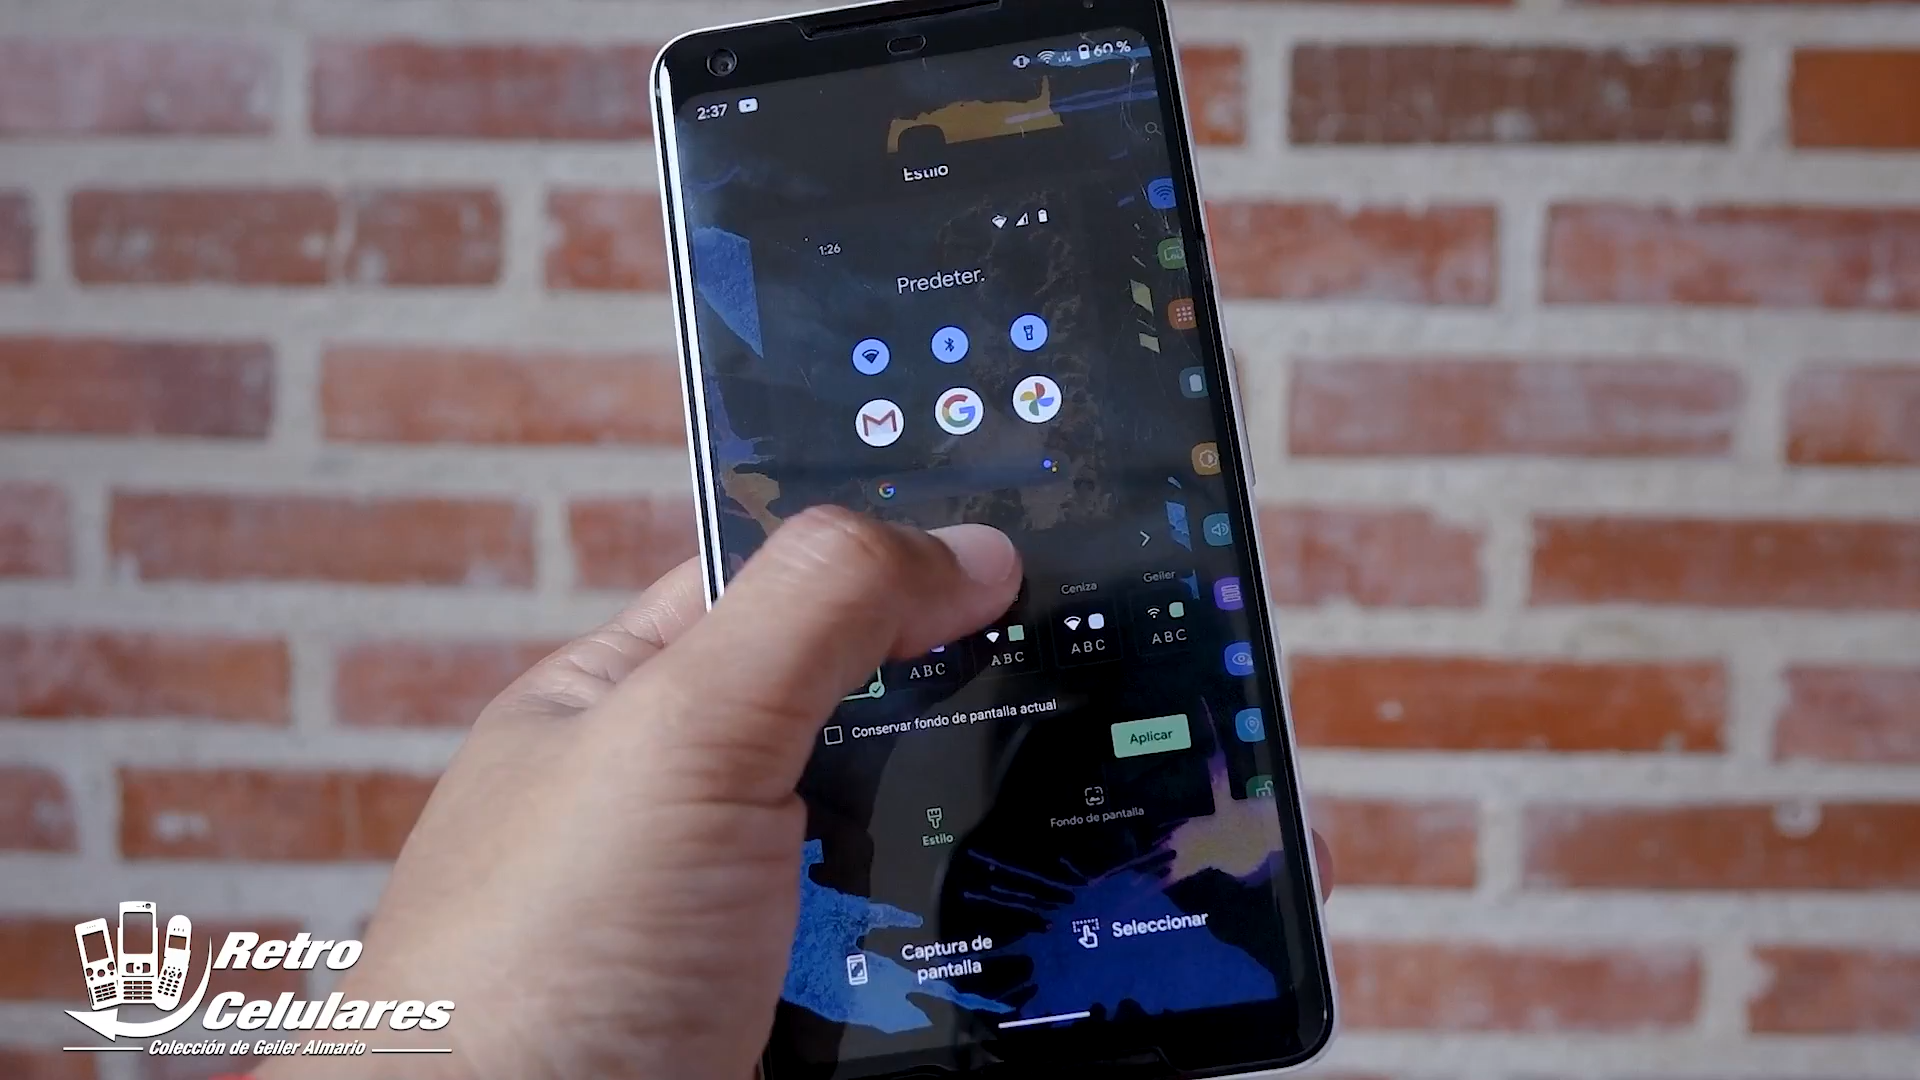 60 %
2:37
Estilo
1:26
Predeter.
Ceniza
Geiler
ABC
ABC
ABC
ABC
Conservar fondo de pantalla actual
Aplicar
Estilo
Fondo de pantalla
Captura de
pantalla
Seleccionar
Retro
Celulares
Colección de Geiler Almario